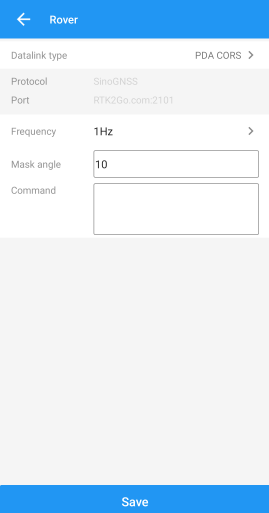 Rover
Datalink type PDA CORS
Protocol SinoGNSS
Port RTK2Go.com:2101
Frequency 1Hz
Mask angle 10
Command
Save